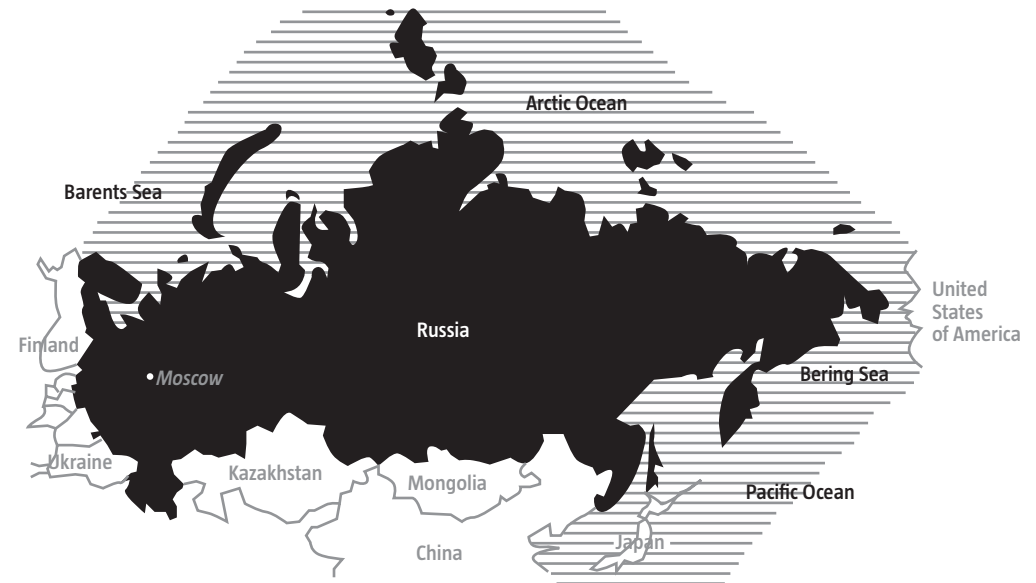 Arctic Ocean
Barents Sea
United
States
of America
Russia
Finland
Moscow
Bering Sea
Ukraine
Kazakhstan
Mongolia
Pacific Ocean
Japan
China